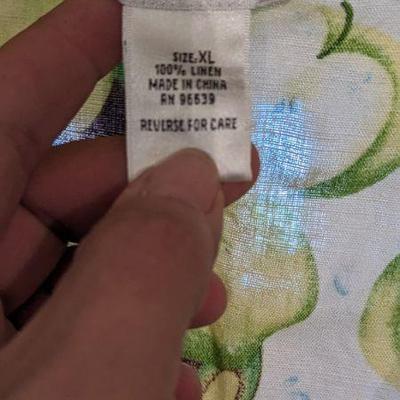 SIZE: XL
100% LINEN
MADE IN CHINA
RN 96639
REVERSE FOR CARE